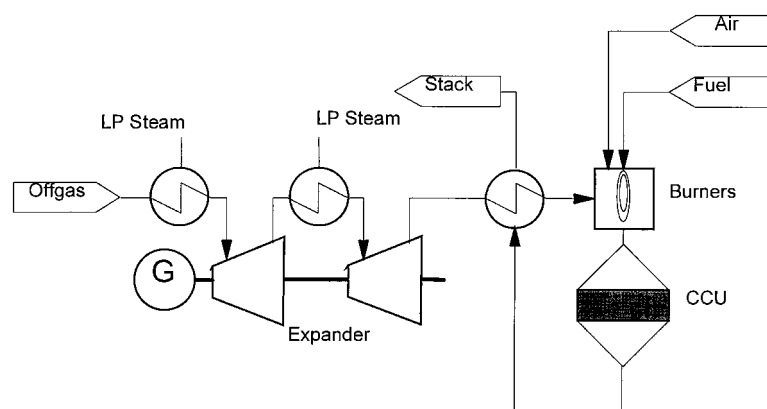 Air
Stack
Fuel
LP Steam
LP Steam
Offgas
Burners
G
CCU
Expander